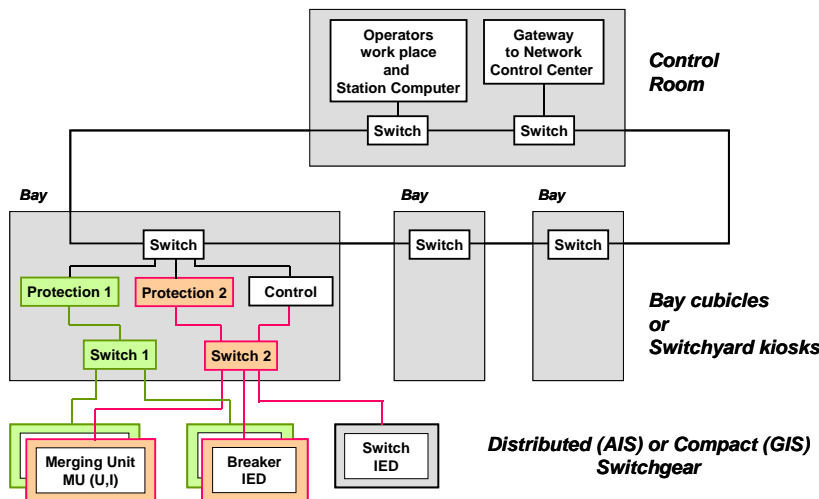 Operators
work place
and
Station Computer
Gateway
to Network
Control Center
Control
Room
Switch
Switch
Bay
Bay
Bay
Switch
Switch
Switch
Protection 1
Protection 2
Control
Bay cubicles
or
Switchyard kiosks
Switch 1
Switch 2
Merging Unit
MU (U,I)
Breaker
IED
Switch
IED
Distributed (AIS) or Compact (GIS)
Switchgear